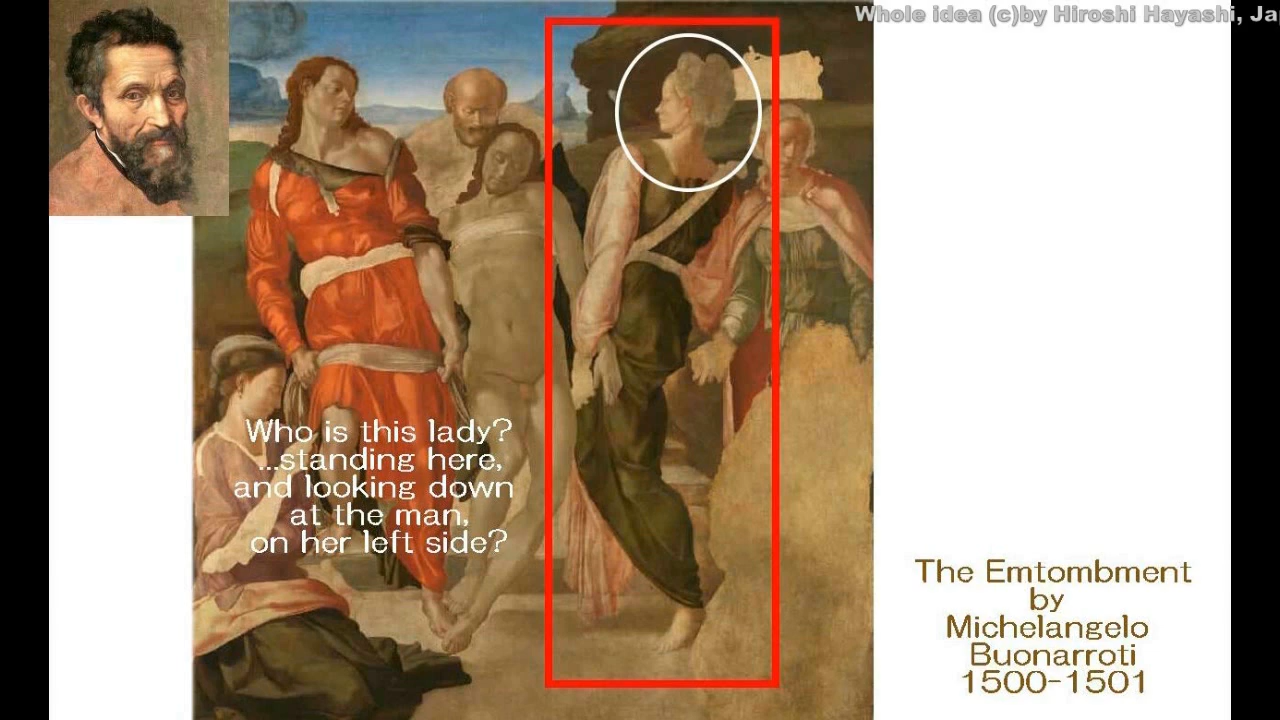 Whole idea (c)by Hiroshi Hayashi, Ja
Who is this lady?
...standing here,
and looking down
at the man,
on her left side?
The Emtombment
by
Michelangelo
Buonarroti
1500-1501